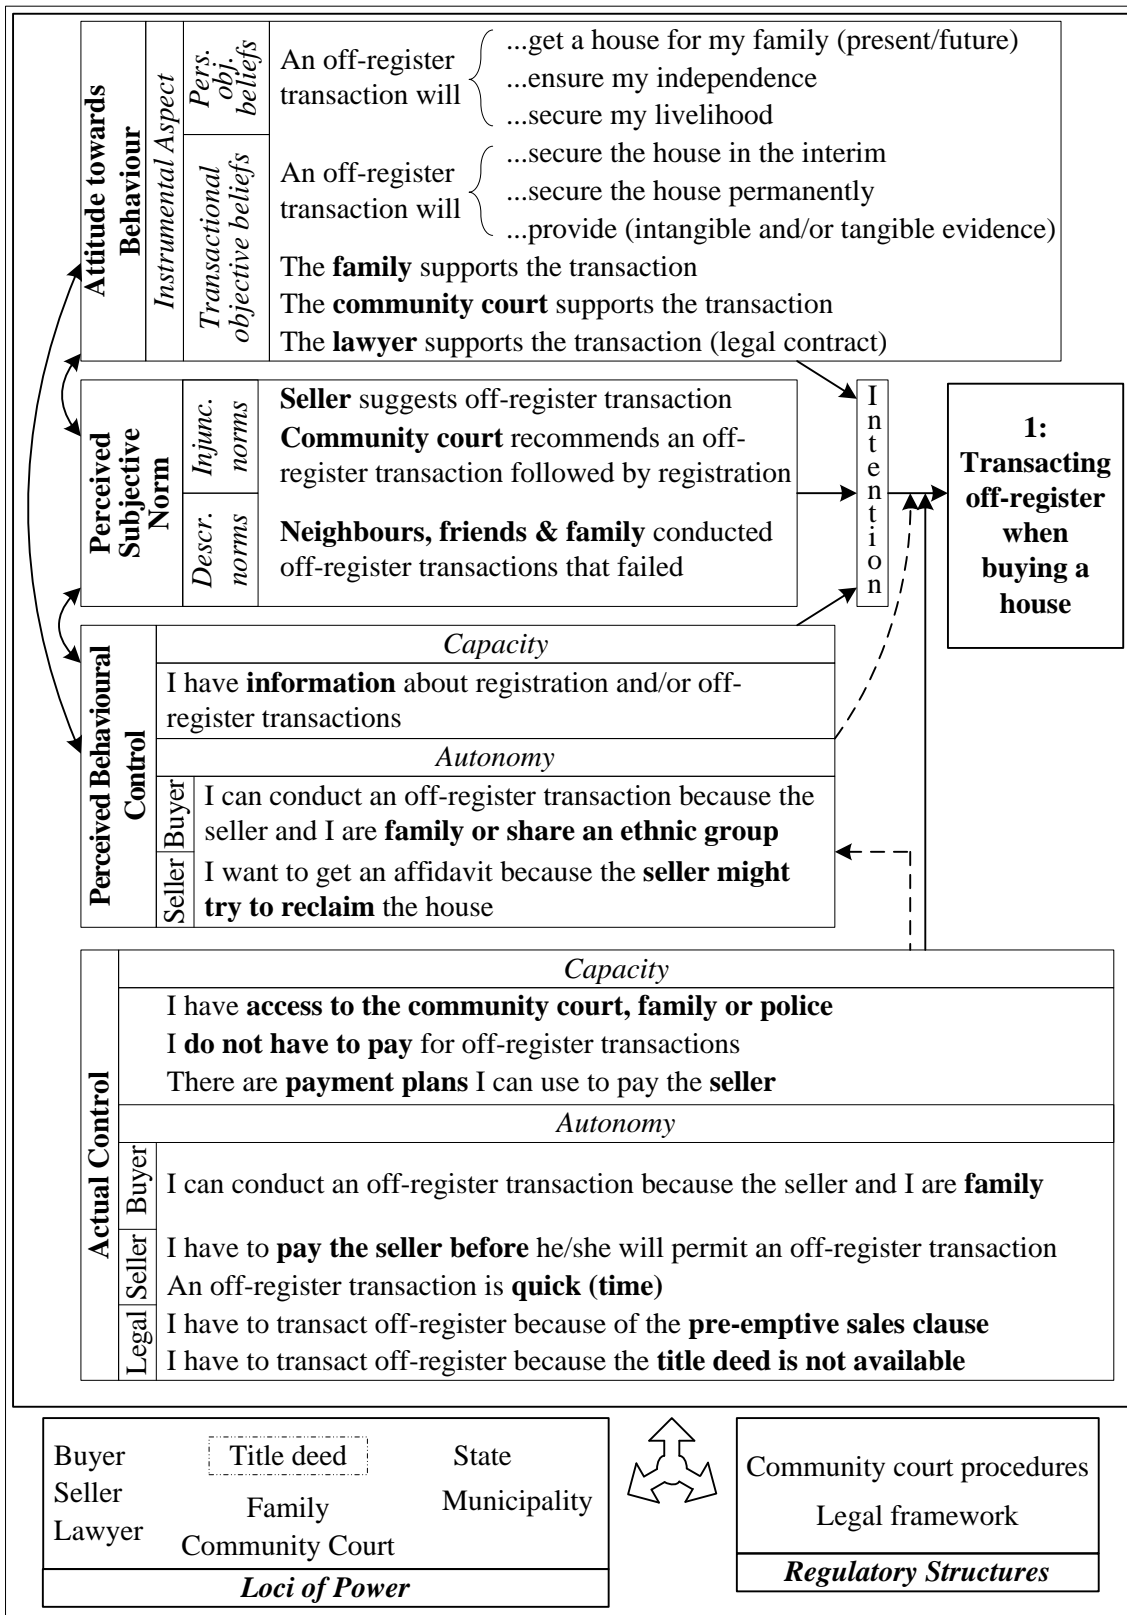 Attitude towards
Behaviour
Instrumental Aspect
Pers.
obj.
beliefs
An off-register
transaction will
...get a house for my family (present/future)
...ensure my independence
...secure my livelihood
Transactional
objective beliefs
An off-register
transaction will
...secure the house in the interim
...secure the house permanently
...provide (intangible and/or tangible evidence)
The family supports the transaction
The community court supports the transaction
The lawyer supports the transaction (legal contract)
Perceived
Subjective
Norm
Injunc.
norms
Seller suggests off-register transaction
Community court recommends an off-
register transaction followed by registration
Descr.
norms
Neighbours, friends & family conducted
off-register transactions that failed
Intention
1:
Transacting
off-register
when
buying a
house
Perceived Behavioural
Control
Capacity
I have information about registration and/or off-
register transactions
Autonomy
Buyer
I can conduct an off-register transaction because the
seller and I are family or share an ethnic group
Seller
I want to get an affidavit because the seller might
try to reclaim the house
Actual Control
Capacity
I have access to the community court, family or police
I do not have to pay for off-register transactions
There are payment plans I can use to pay the seller
Autonomy
Buyer
I can conduct an off-register transaction because the seller and I are family
Seller
I have to pay the seller before he/she will permit an off-register transaction
An off-register transaction is quick (time)
Legal
I have to transact off-register because of the pre-emptive sales clause
I have to transact off-register because the title deed is not available
Buyer
Seller
Lawyer
Title deed
Family
Community Court
State
Municipality
Loci of Power
Community court procedures
Legal framework
Regulatory Structures